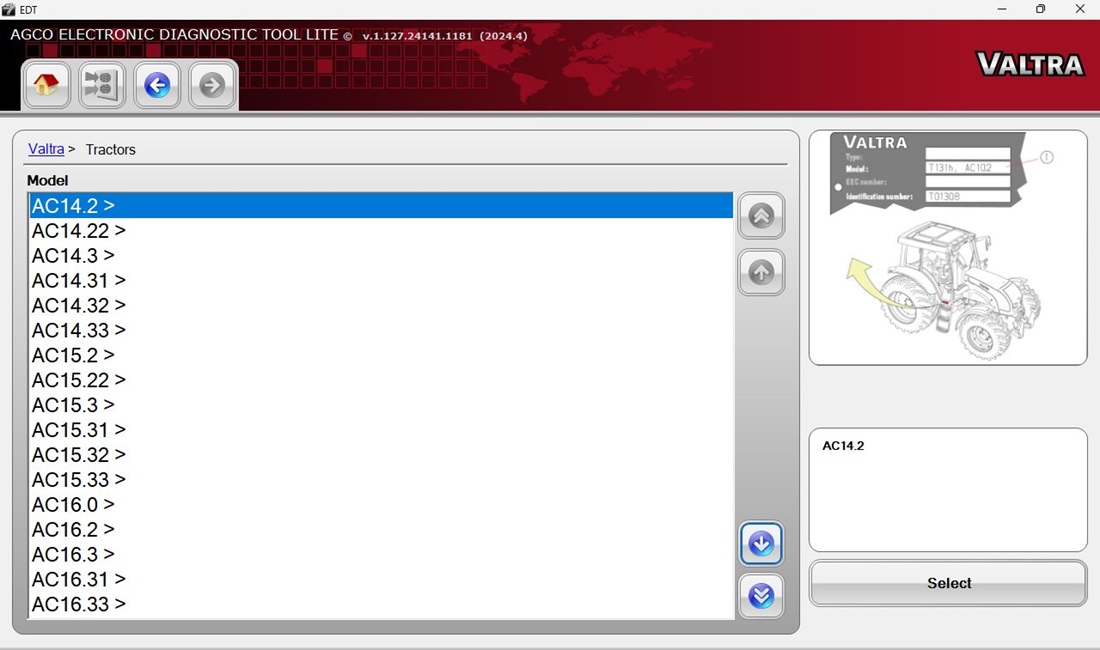 EDT
AGCO ELECTRONIC DIAGNOSTIC TOOL LITE © v.1.127.24141.1181 (2024.4)
VALTRA
Valtra > Tractors
Model
AC14.2 >
AC14.22 >
AC14.3 >
AC14.31 >
AC14.32 >
AC14.33 >
AC15.2 >
AC15.22 >
AC15.3 >
AC15.31 >
AC15.32 >
AC15.33 >
AC16.0 >
AC16.2 >
AC16.3 >
AC16.31 >
AC16.33 >
VALTRA
Type:
Model: T131h, AC10.2
1
EEC number:
Identification number: T01308
AC14.2
Select